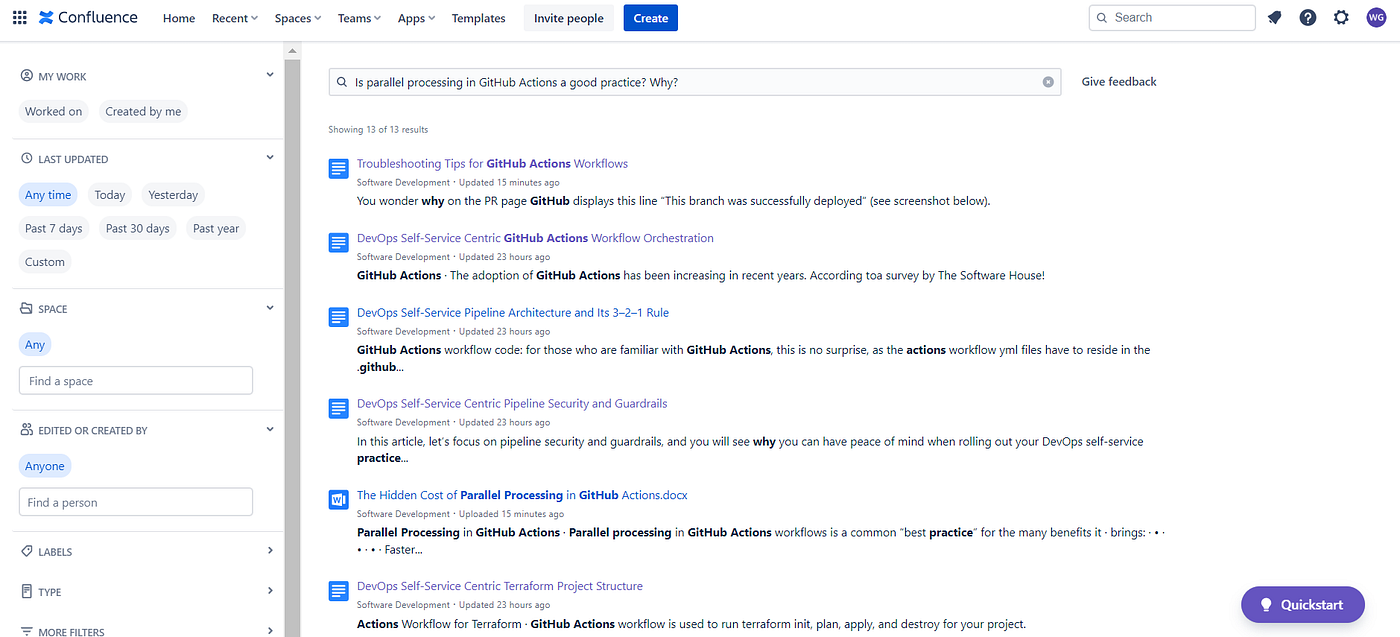 Confluence Home Recent Spaces Teams Apps Templates Invite people Create Search WG
MY WORK
Worked on Created by me
LAST UPDATED
Any time Today Yesterday
Past 7 days Past 30 days Past year
Custom
SPACE
Any
Find a space
EDITED OR CREATED BY
Anyone
Find a person
LABELS
TYPE
MORE FILTERS
Is parallel processing in GitHub Actions a good practice? Why? Give feedback
Showing 13 of 13 results
Troubleshooting Tips for GitHub Actions Workflows
Software Development · Updated 15 minutes ago
You wonder why on the PR page GitHub displays this line “This branch was successfully deployed” (see screenshot below).
DevOps Self-Service Centric GitHub Actions Workflow Orchestration
Software Development · Updated 23 hours ago
GitHub Actions · The adoption of GitHub Actions has been increasing in recent years. According toa survey by The Software House!
DevOps Self-Service Pipeline Architecture and Its 3–2–1 Rule
Software Development · Updated 23 hours ago
GitHub Actions workflow code: for those who are familiar with GitHub Actions, this is no surprise, as the actions workflow yml files have to reside in the
.github...
DevOps Self-Service Centric Pipeline Security and Guardrails
Software Development · Updated 23 hours ago
In this article, let’s focus on pipeline security and guardrails, and you will see why you can have peace of mind when rolling out your DevOps self-service
practice...
W
The Hidden Cost of Parallel Processing in GitHub Actions.docx
Software Development · Uploaded 15 minutes ago
Parallel Processing in GitHub Actions · Parallel processing in GitHub Actions workflows is a common “best practice” for the many benefits it · brings: · • ·
• · • · Faster...
DevOps Self-Service Centric Terraform Project Structure
Software Development · Updated 23 hours ago
Actions Workflow for Terraform · GitHub Actions workflow is used to run terraform init, plan, apply, and destroy for your project.
Quickstart